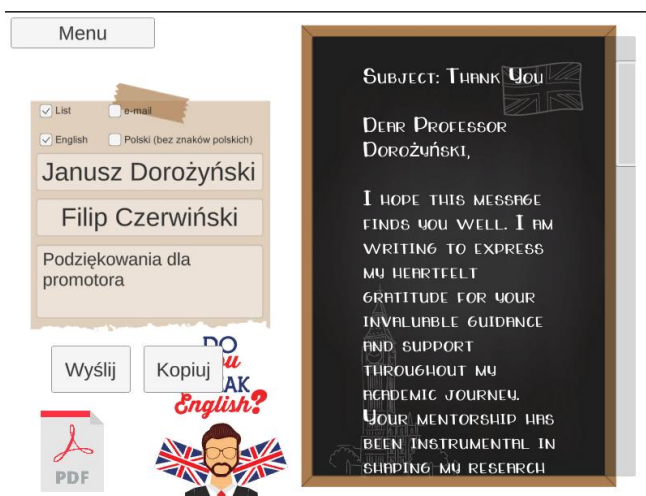 Menu
List
e-mail
English
Polski (bez znaków polskich)
Janusz Dorożyński
Filip Czerwiński
Podziękowania dla
promotora
Wyślij
Kopiuj
DO
English?
PDF
Subject: Thank You
Dear Professor
Dorożyński,
I hope this message
finds you well. I am
writing to express
my heartfelt
gratitude for your
invaluable guidance
and support
throughout my
academic journey.
Your mentorship has
been instrumental in
shaping my research